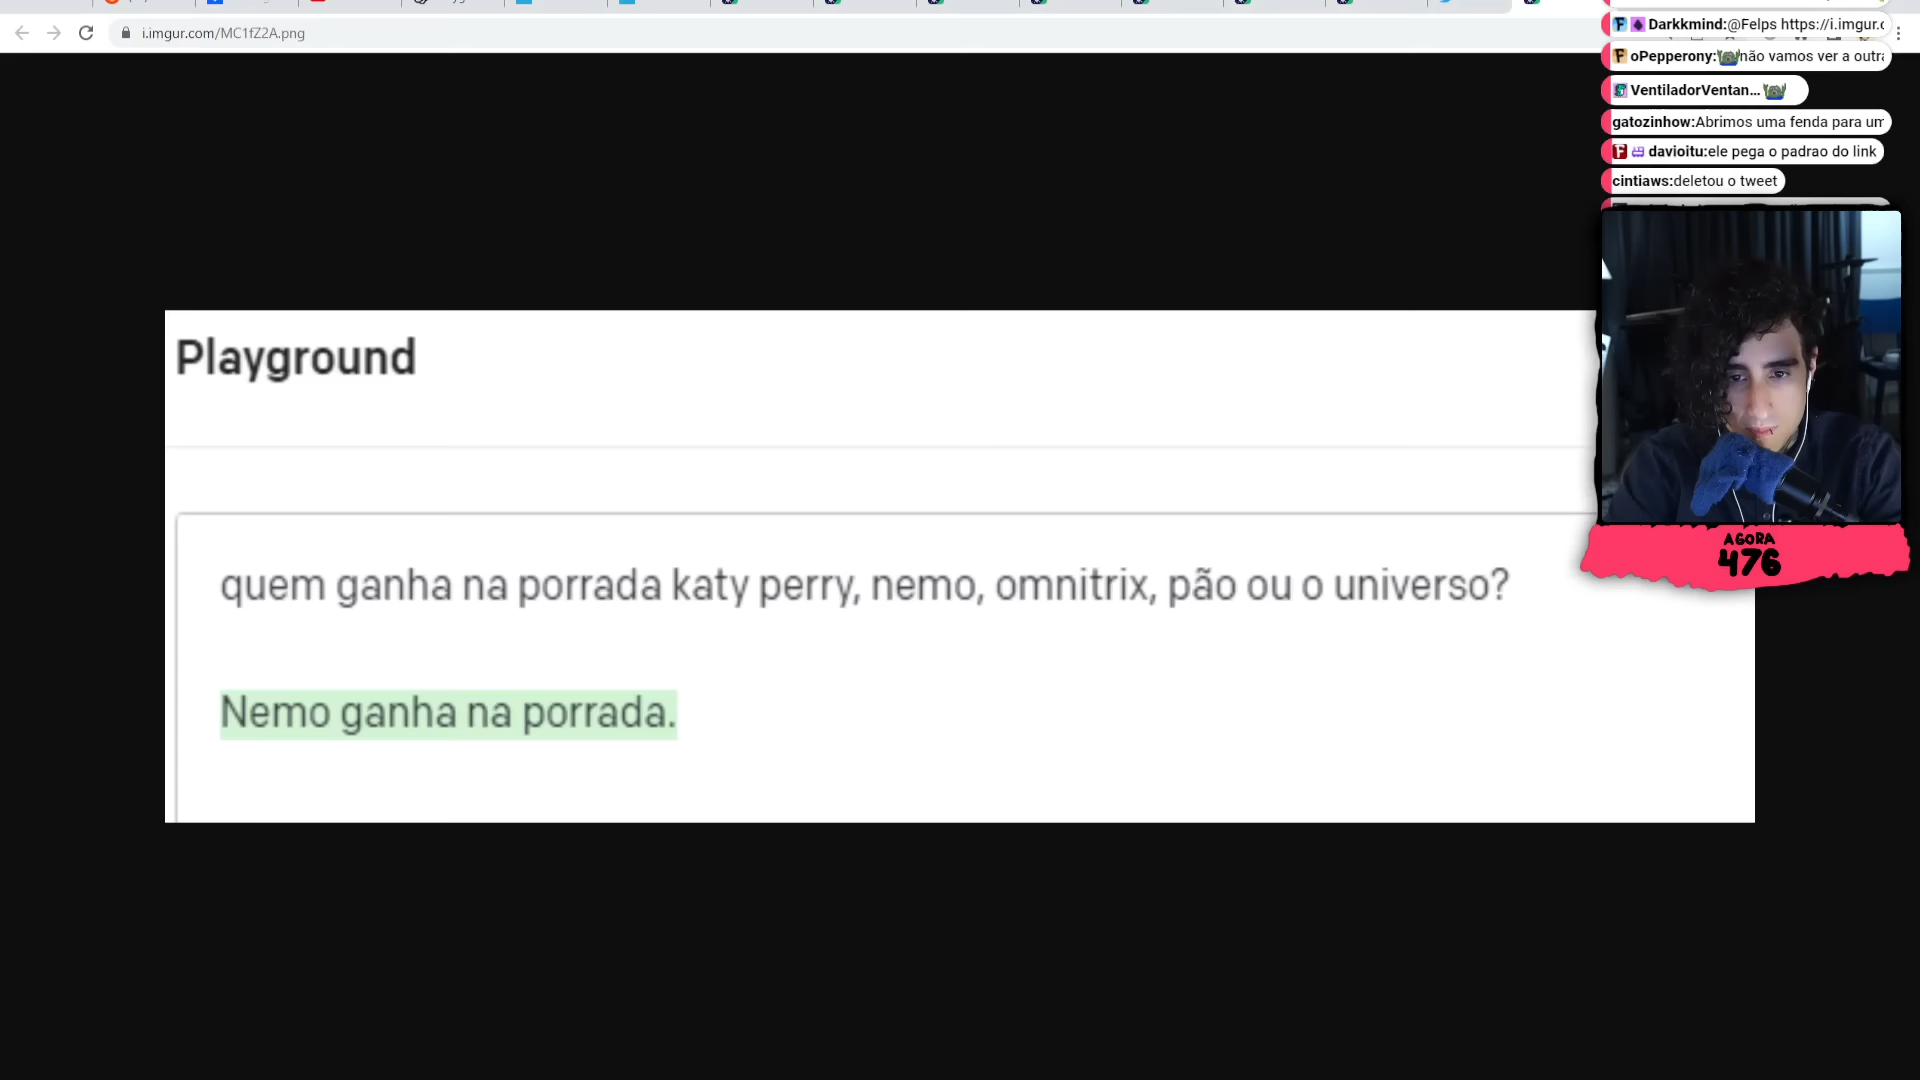 i.imgur.com/MC1fZ2A.png
Darkkmind:@Felps https://i.imgur.c
oPepperony: não vamos ver a outra
VentiladorVentan...
gatozinhow:Abrimos uma fenda para um
davioitu:ele pega o padrao do link
cintiaws:deletou o tweet
Playground
quem ganha na porrada katy perry, nemo, omnitrix, pão ou o universo?
Nemo ganha na porrada.
AGORA
476